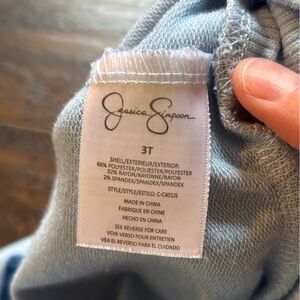 Jessica Simpson
3T
SHELL/EXTERIEUR/EXTERIOR:
66% POLYESTER/POLIÉSTER/POLYESTER
32% RAYON/RAYONNE/RAYON
2% SPANDEX/SPANDEX/SPANDEX
STYLE/STYLE/ESTILO: C-C401JS
MADE IN CHINA
FABRIQUE EN CHINE
HECHO EN CHINA
SEE REVERSE FOR CARE
VOIR VERSO POUR ENTRETIEN
VEA EL REVERSO PARA EL CUIDADO